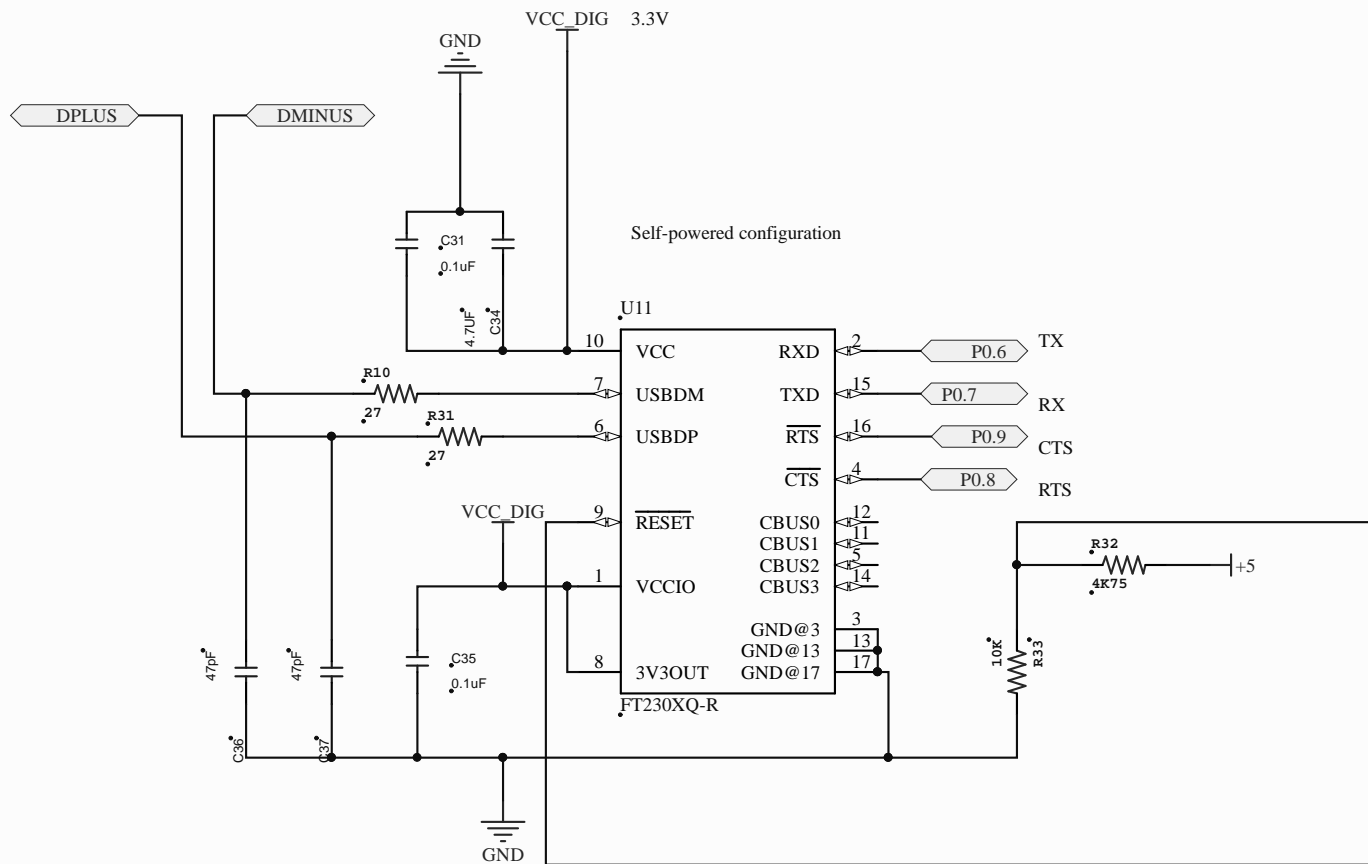 VCC_DIG 3.3V
GND
DPLUS
DMINUS
C31
0.1uF
Self-powered configuration
4.7UF
C34
U11
10 VCC RXD 2 P0.6 TX
R10
27
7 USBDM TXD 15 P0.7 RX
R31
27
6 USBDP RTS 16 P0.9 CTS
CTS 4 P0.8 RTS
VCC_DIG
9 RESET CBUS0 12
CBUS1 11
CBUS2 5
CBUS3 14
R32
4K75
+5
1 VCCIO
GND@3 3
GND@13 13
8 3V3OUT GND@17 17
10K
R33
47pF
C36
47pF
C37
C35
0.1uF
FT230XQ-R
GND